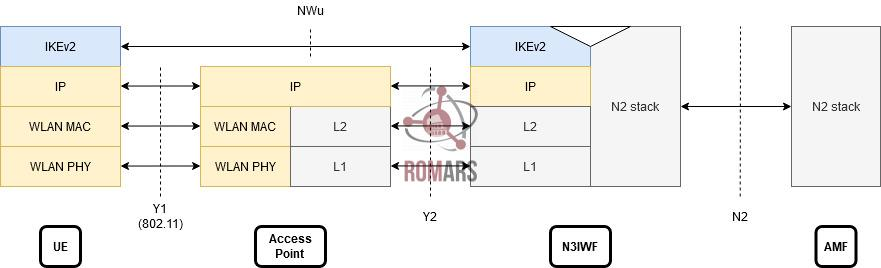 NWu
IKEv2
IKEv2
IP
IP
IP
N2 stack
N2 stack
WLAN MAC
WLAN MAC
L2
L2
WLAN PHY
WLAN PHY
L1
L1
ROMARS
Y1
(802.11)
Y2
N2
UE
Access
Point
N3IWF
AMF